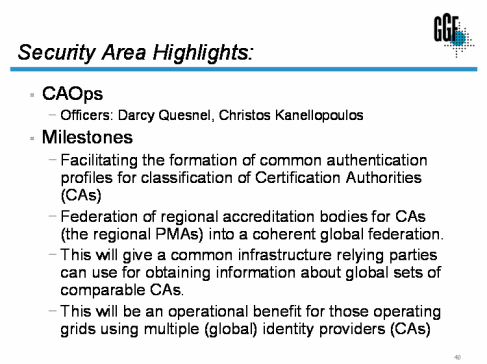 GGF
Security Area Highlights:
CAOps
– Officers: Darcy Quesnel, Christos Kanellopoulos
Milestones
– Facilitating the formation of common authentication
profiles for classification of Certification Authorities
(CAs)
– Federation of regional accreditation bodies for CAs
(the regional PMAs) into a coherent global federation.
– This will give a common infrastructure relying parties
can use for obtaining information about global sets of
comparable CAs.
– This will be an operational benefit for those operating
grids using multiple (global) identity providers (CAs)